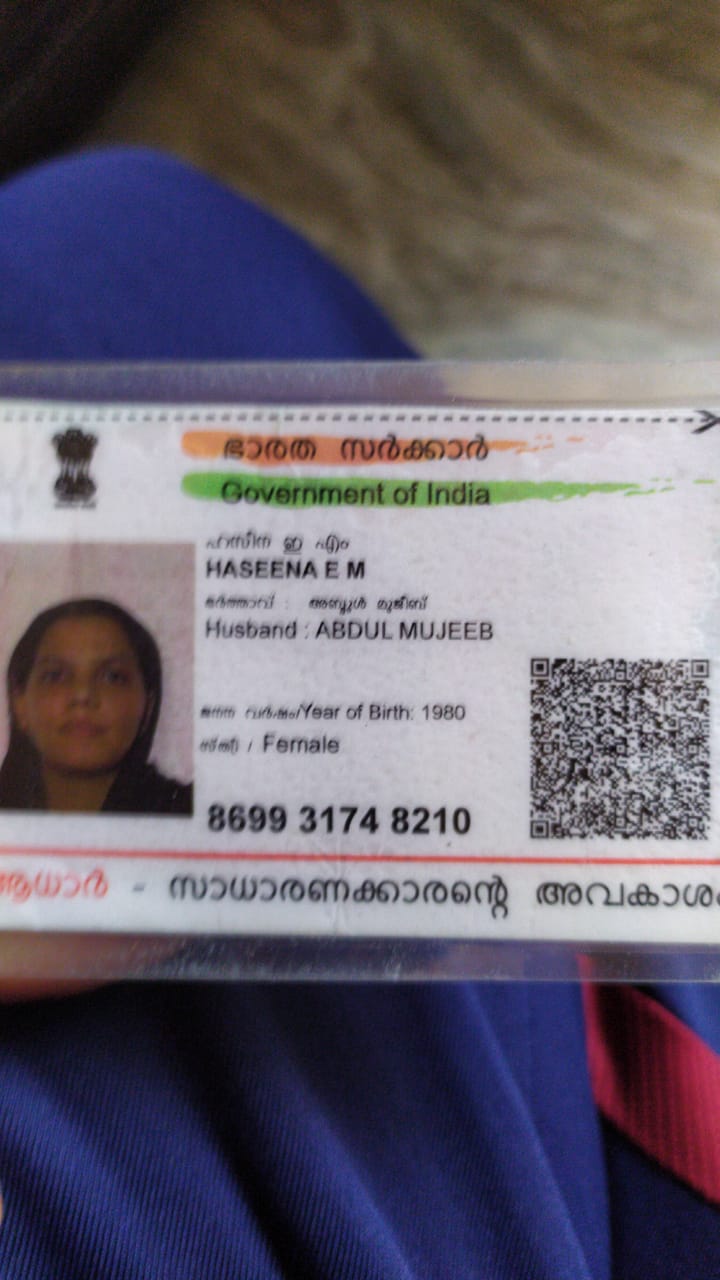 ഭാരത സർക്കാർ
Government of India
ഹസീന ഇ എം
HASEENA E M
ഭർത്താവ് : അബ്ദുൾ മുജീബ്
Husband : ABDUL MUJEEB
ജനന വർഷം/Year of Birth: 1980
സ്ത്രീ / Female
8699 3174 8210
ആധാർ - സാധാരണക്കാരന്റെ അവകാശം